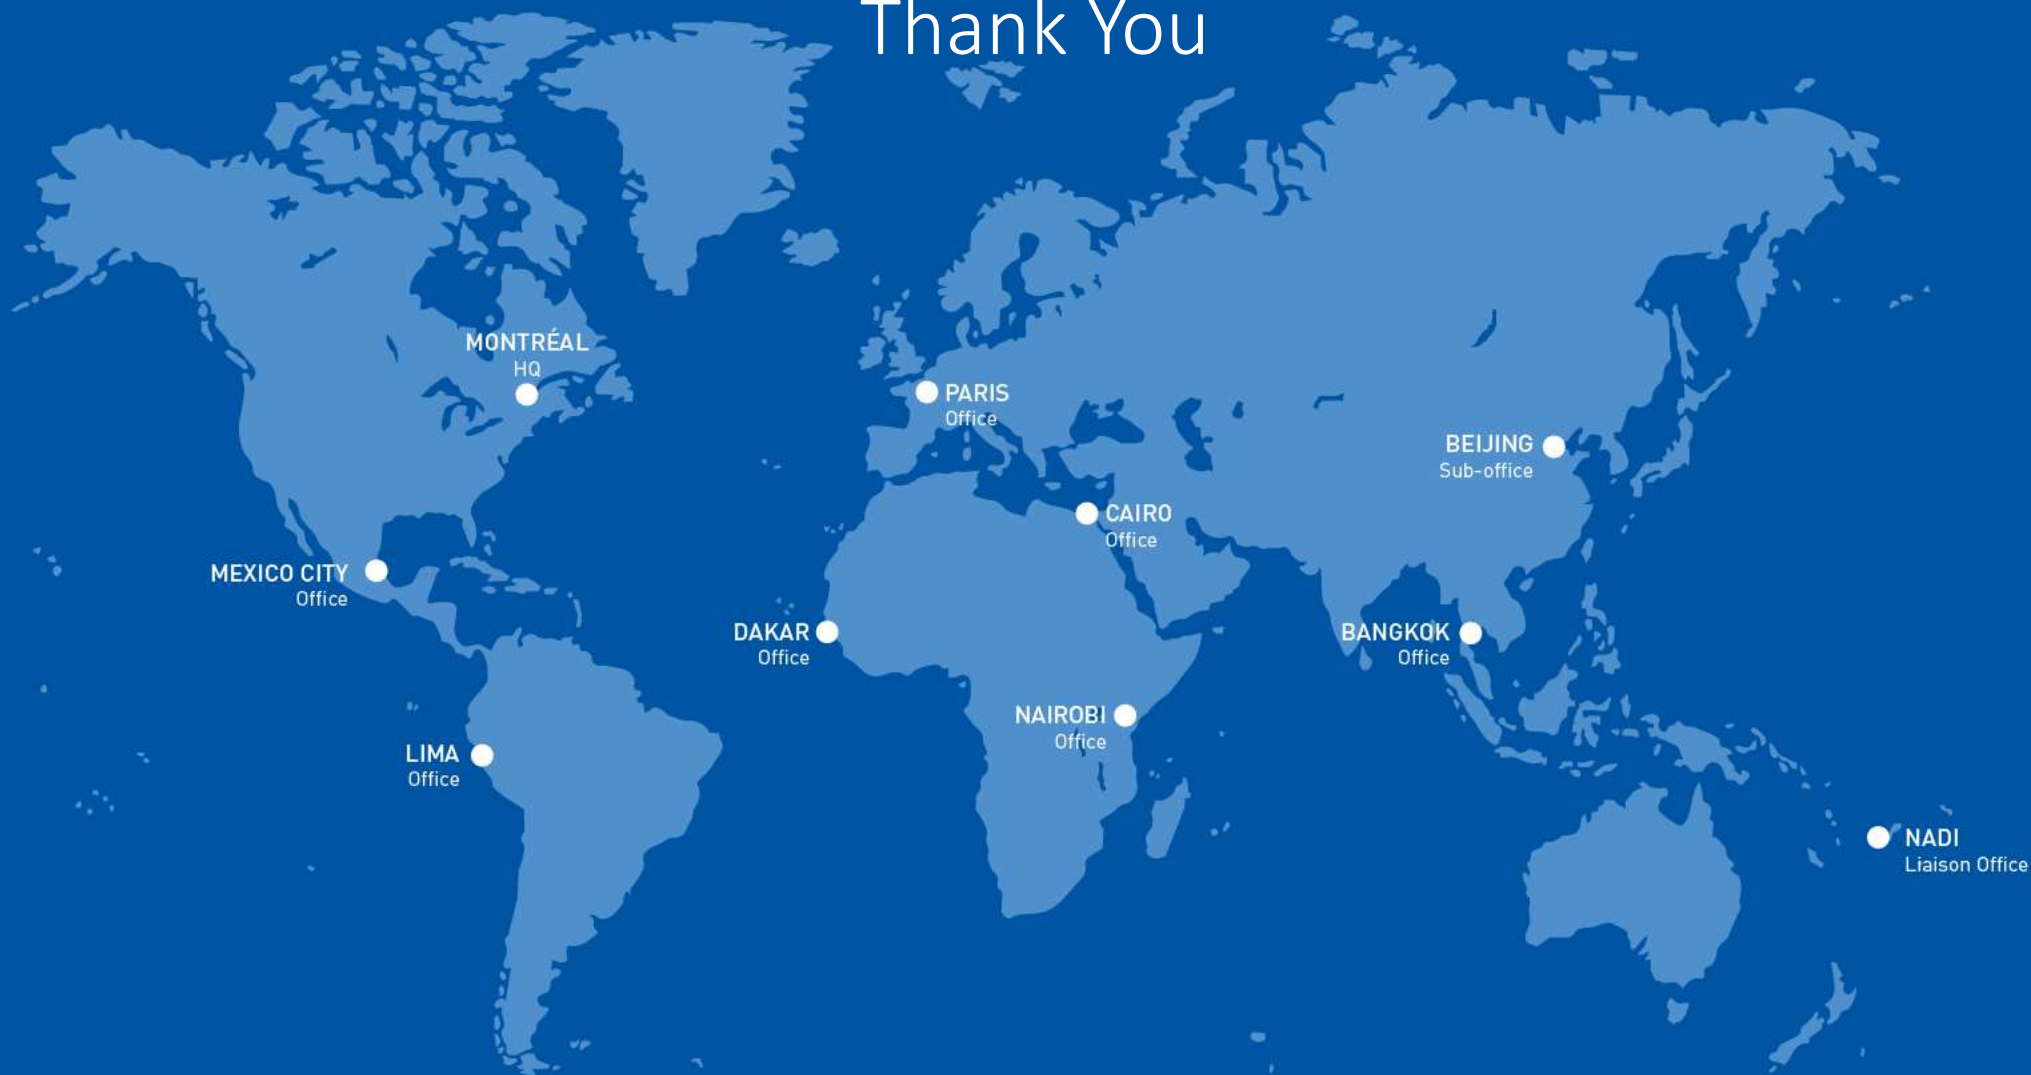 Thank You
MONTRÉAL
HQ
PARIS
Office
BEIJING
Sub-office
CAIRO
Office
MEXICO CITY
Office
DAKAR
Office
BANGKOK
Office
NAIROBI
Office
LIMA
Office
NADI
Liaison Office